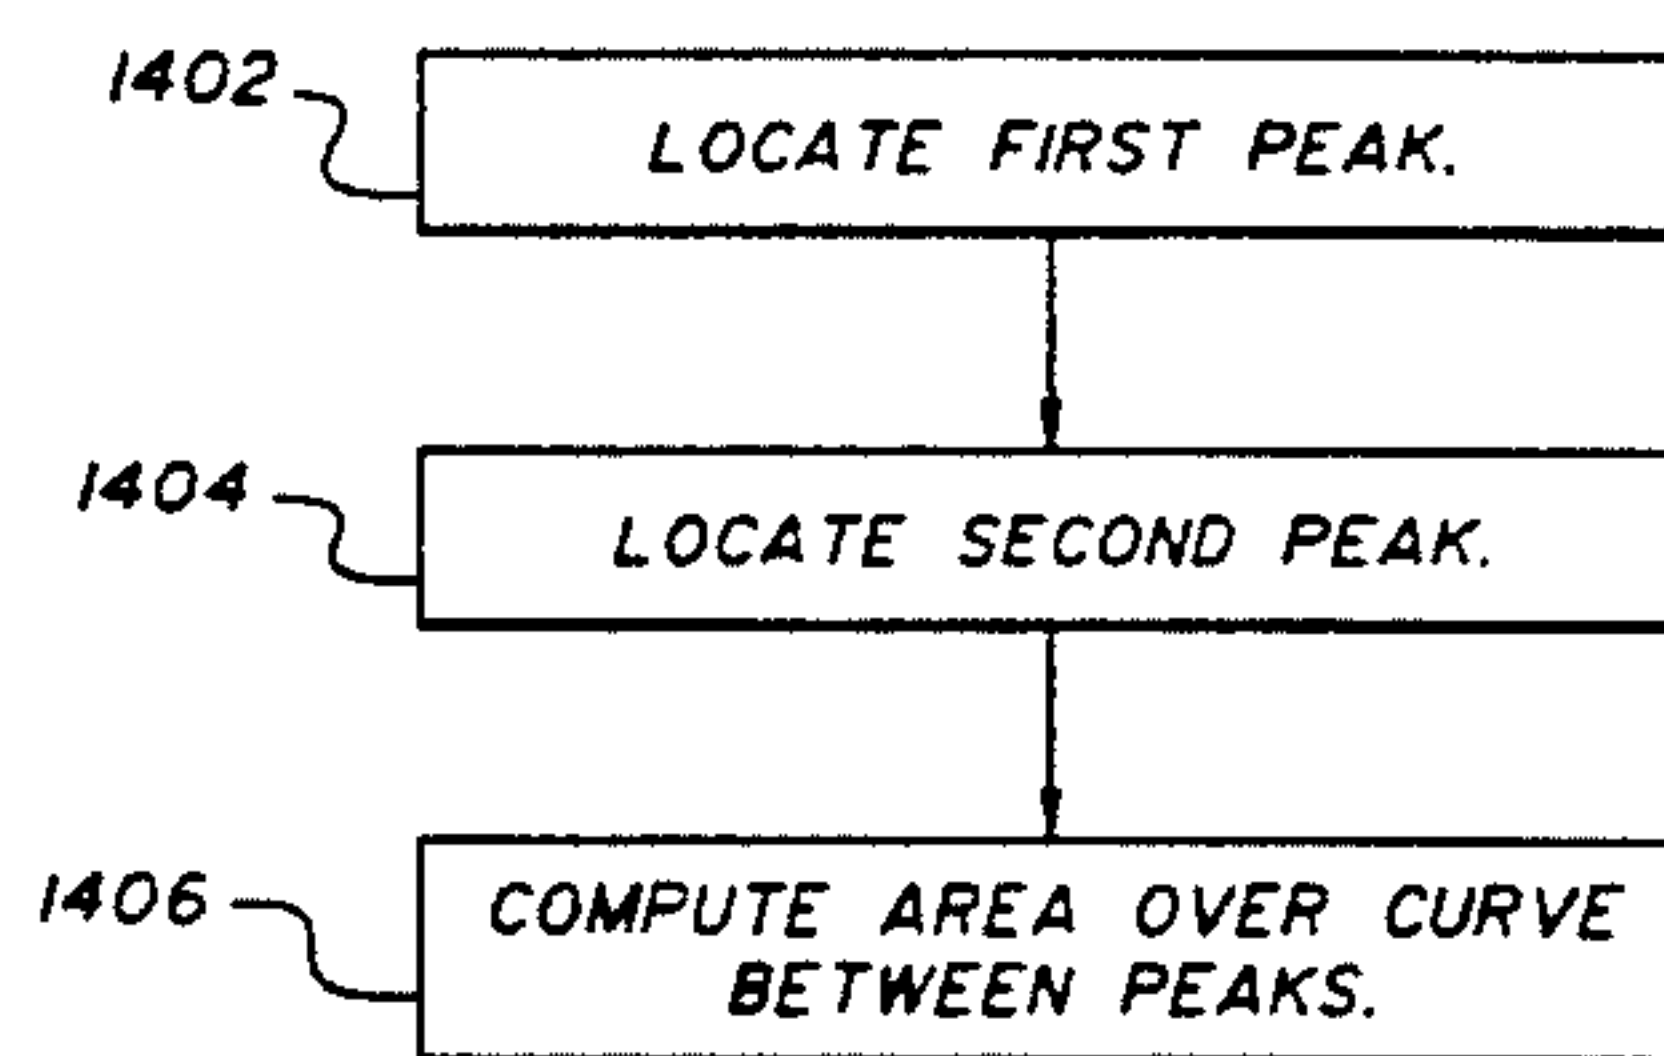 1402
LOCATE FIRST PEAK.
1404
LOCATE SECOND PEAK.
1406
COMPUTE AREA OVER CURVE
BETWEEN PEAKS.